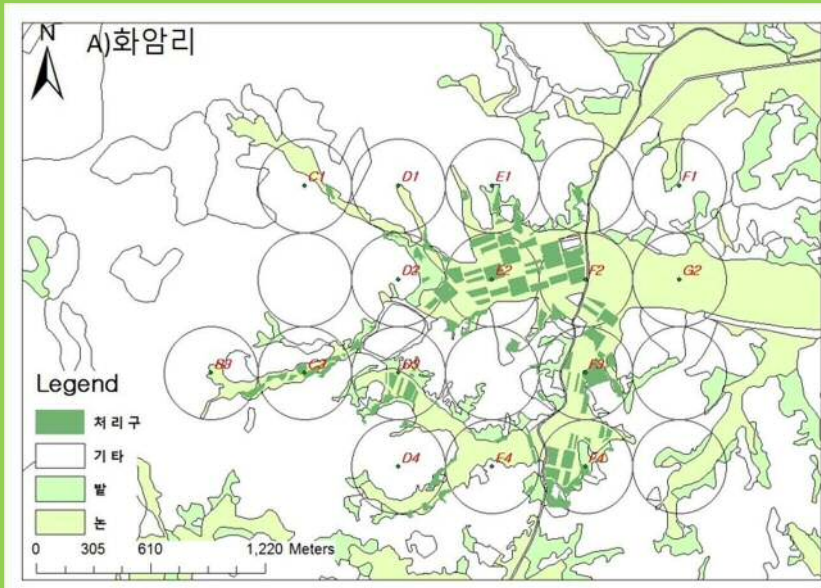 N
A)화암리
C1 D1 E1 F1
D2 E2 F2 G2
B3 C3 D3 F3
D4 E4 F4
Legend
처리구
기타
밭
논
0 305 610 1,220 Meters